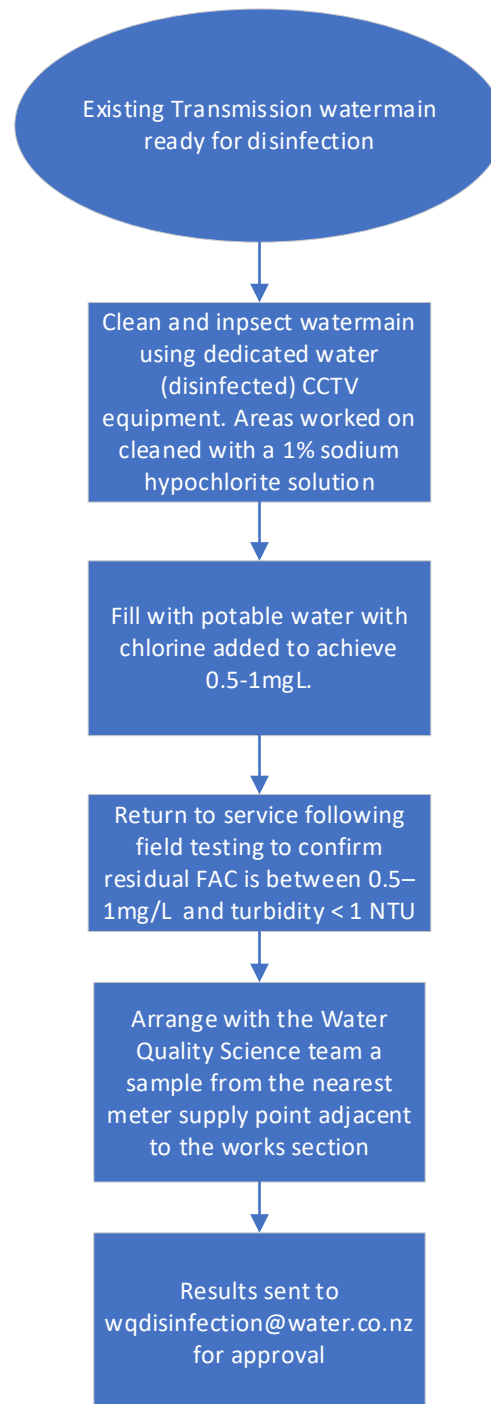 Existing Transmission watermain
ready for disinfection
Clean and inpsect watermain
using dedicated water
(disinfected) CCTV
equipment. Areas worked on
cleaned with a 1% sodium
hypochlorite solution
Fill with potable water with
chlorine added to achieve
0.5-1mgL.
Return to service following
field testing to confirm
residual FAC is between 0.5–
1mg/L and turbidity < 1 NTU
Arrange with the Water
Quality Science team a
sample from the nearest
meter supply point adjacent
to the works section
Results sent to
wqdisinfection@water.co.nz
for approval